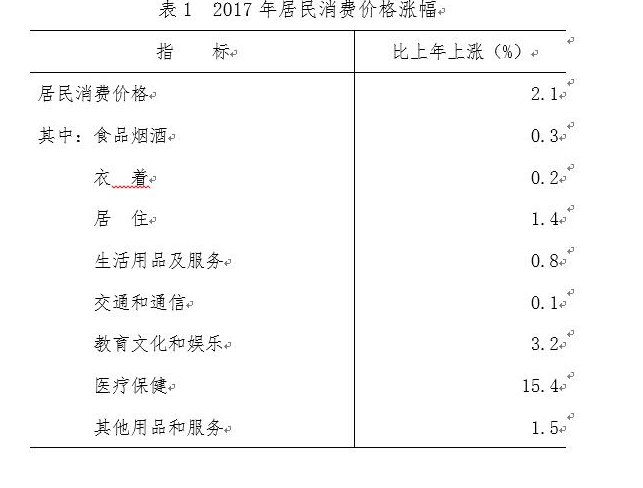 表1 2017年居民消费价格涨幅
指 标 比上年上涨（%）
居民消费价格 2.1
其中：食品烟酒 0.3
衣 着 0.2
居 住 1.4
生活用品及服务 0.8
交通和通信 0.1
教育文化和娱乐 3.2
医疗保健 15.4
其他用品和服务 1.5